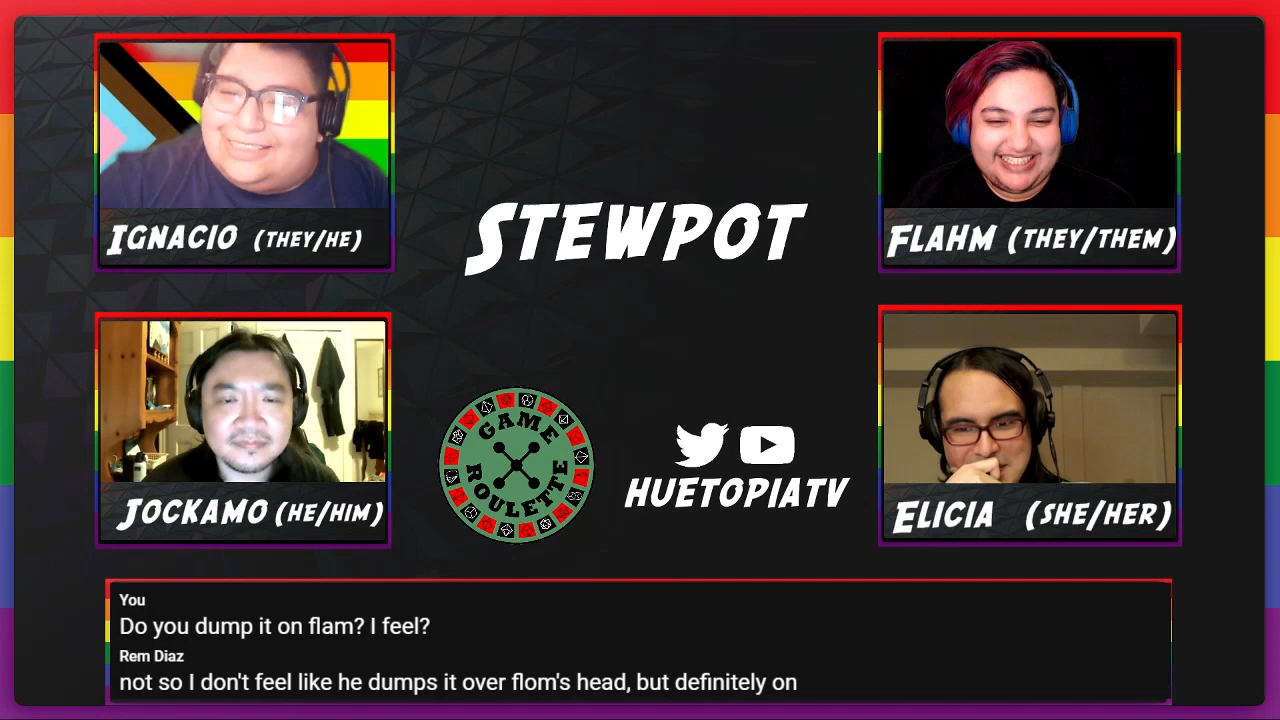 IGNACIO (THEY/HE)
FLAHM (THEY/THEM)
STEWPOT
JOCKAMO (HE/HIM)
GAME
ROULETTE
HUETOPIATV
ELICIA (SHE/HER)
You
Do you dump it on flam? I feel?
Rem Diaz
not so I don't feel like he dumps it over flom's head, but definitely on